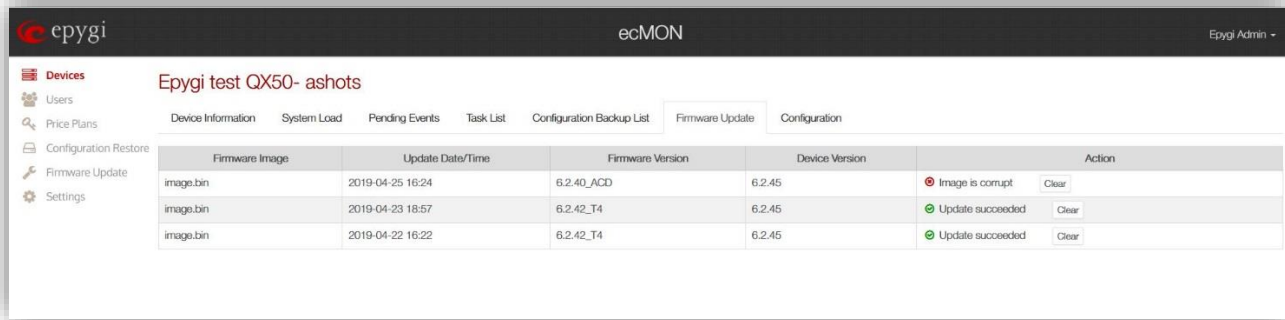 epygi
ecMON
Epygi Admin
Devices
Users
Price Plans
Configuration Restore
Firmware Update
Settings
Epygi test QX50- ashots
Device Information System Load Pending Events Task List Configuration Backup List Firmware Update Configuration
Firmware Image Update Date/Time Firmware Version Device Version Action
image.bin 2019-04-25 16:24 6.2.40_ACD 6.2.45 Image is corrupt Clear
image.bin 2019-04-23 18:57 6.2.42_T4 6.2.45 Update succeeded Clear
image.bin 2019-04-22 16:22 6.2.42_T4 6.2.45 Update succeeded Clear